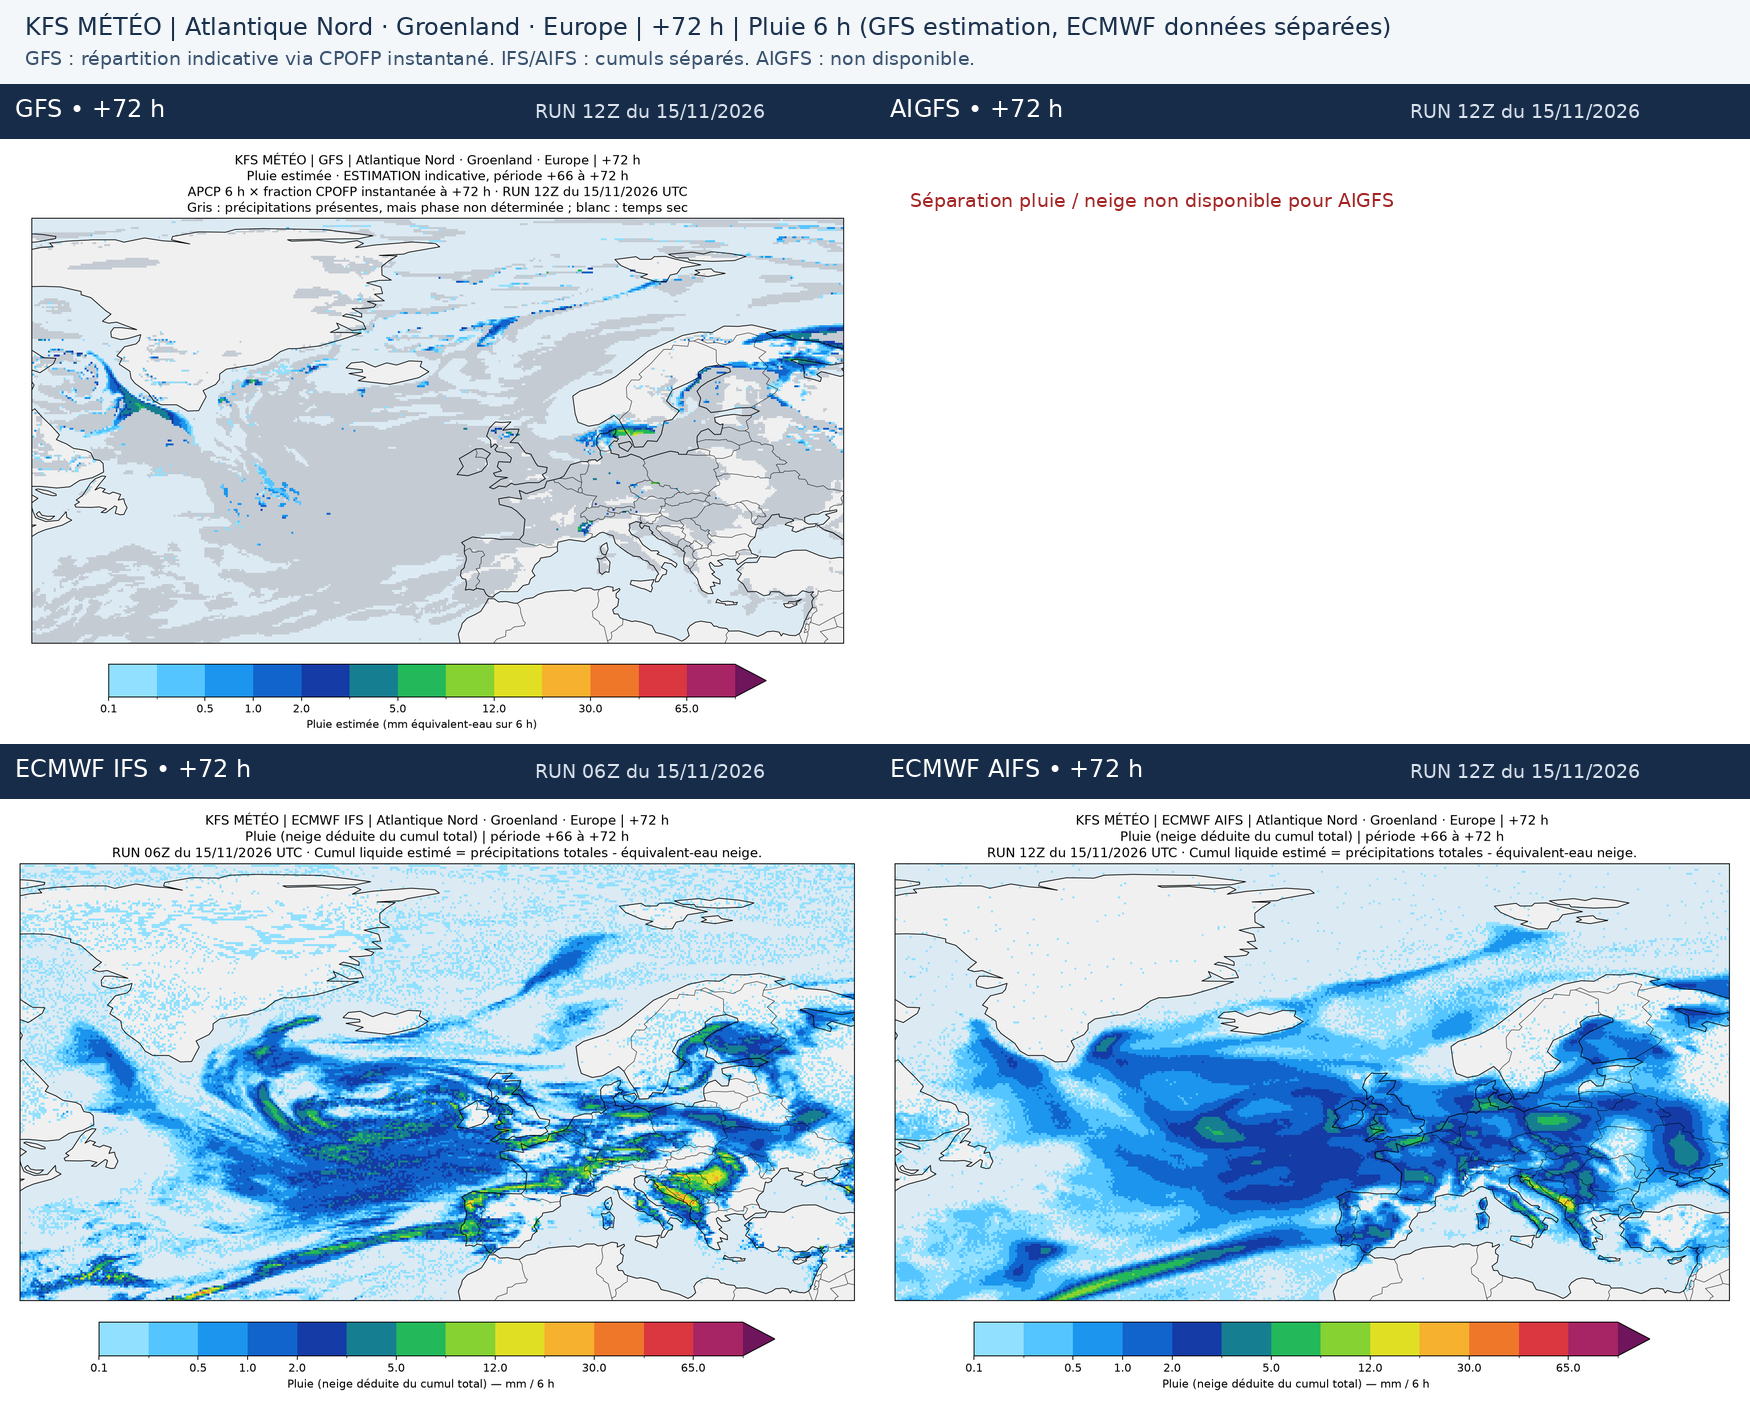 KFS MÉTÉO | Atlantique Nord · Groenland · Europe | +72 h | Pluie 6 h (GFS estimation, ECMWF données séparées)
GFS : répartition indicative via CPOFP instantané. IFS/AIFS : cumuls séparés. AIGFS : non disponible.
GFS • +72 h
RUN 12Z du 15/11/2026
KFS MÉTÉO | GFS | Atlantique Nord · Groenland · Europe | +72 h
Pluie estimée · ESTIMATION indicative, période +66 à +72 h
APCP 6 h × fraction CPOFP instantanée à +72 h · RUN 12Z du 15/11/2026 UTC
Gris : précipitations présentes, mais phase non déterminée ; blanc : temps sec
0.1 0.5 1.0 2.0 5.0 12.0 30.0 65.0
Pluie estimée (mm équivalent-eau sur 6 h)
AIGFS • +72 h
RUN 12Z du 15/11/2026
Séparation pluie / neige non disponible pour AIGFS
ECMWF IFS • +72 h
RUN 06Z du 15/11/2026
KFS MÉTÉO | ECMWF IFS | Atlantique Nord · Groenland · Europe | +72 h
Pluie (neige déduite du cumul total) | période +66 à +72 h
RUN 06Z du 15/11/2026 UTC · Cumul liquide estimé = précipitations totales - équivalent-eau neige.
0.1 0.5 1.0 2.0 5.0 12.0 30.0 65.0
Pluie (neige déduite du cumul total) — mm / 6 h
ECMWF AIFS • +72 h
RUN 12Z du 15/11/2026
KFS MÉTÉO | ECMWF AIFS | Atlantique Nord · Groenland · Europe | +72 h
Pluie (neige déduite du cumul total) | période +66 à +72 h
RUN 12Z du 15/11/2026 UTC · Cumul liquide estimé = précipitations totales - équivalent-eau neige.
0.1 0.5 1.0 2.0 5.0 12.0 30.0 65.0
Pluie (neige déduite du cumul total) — mm / 6 h